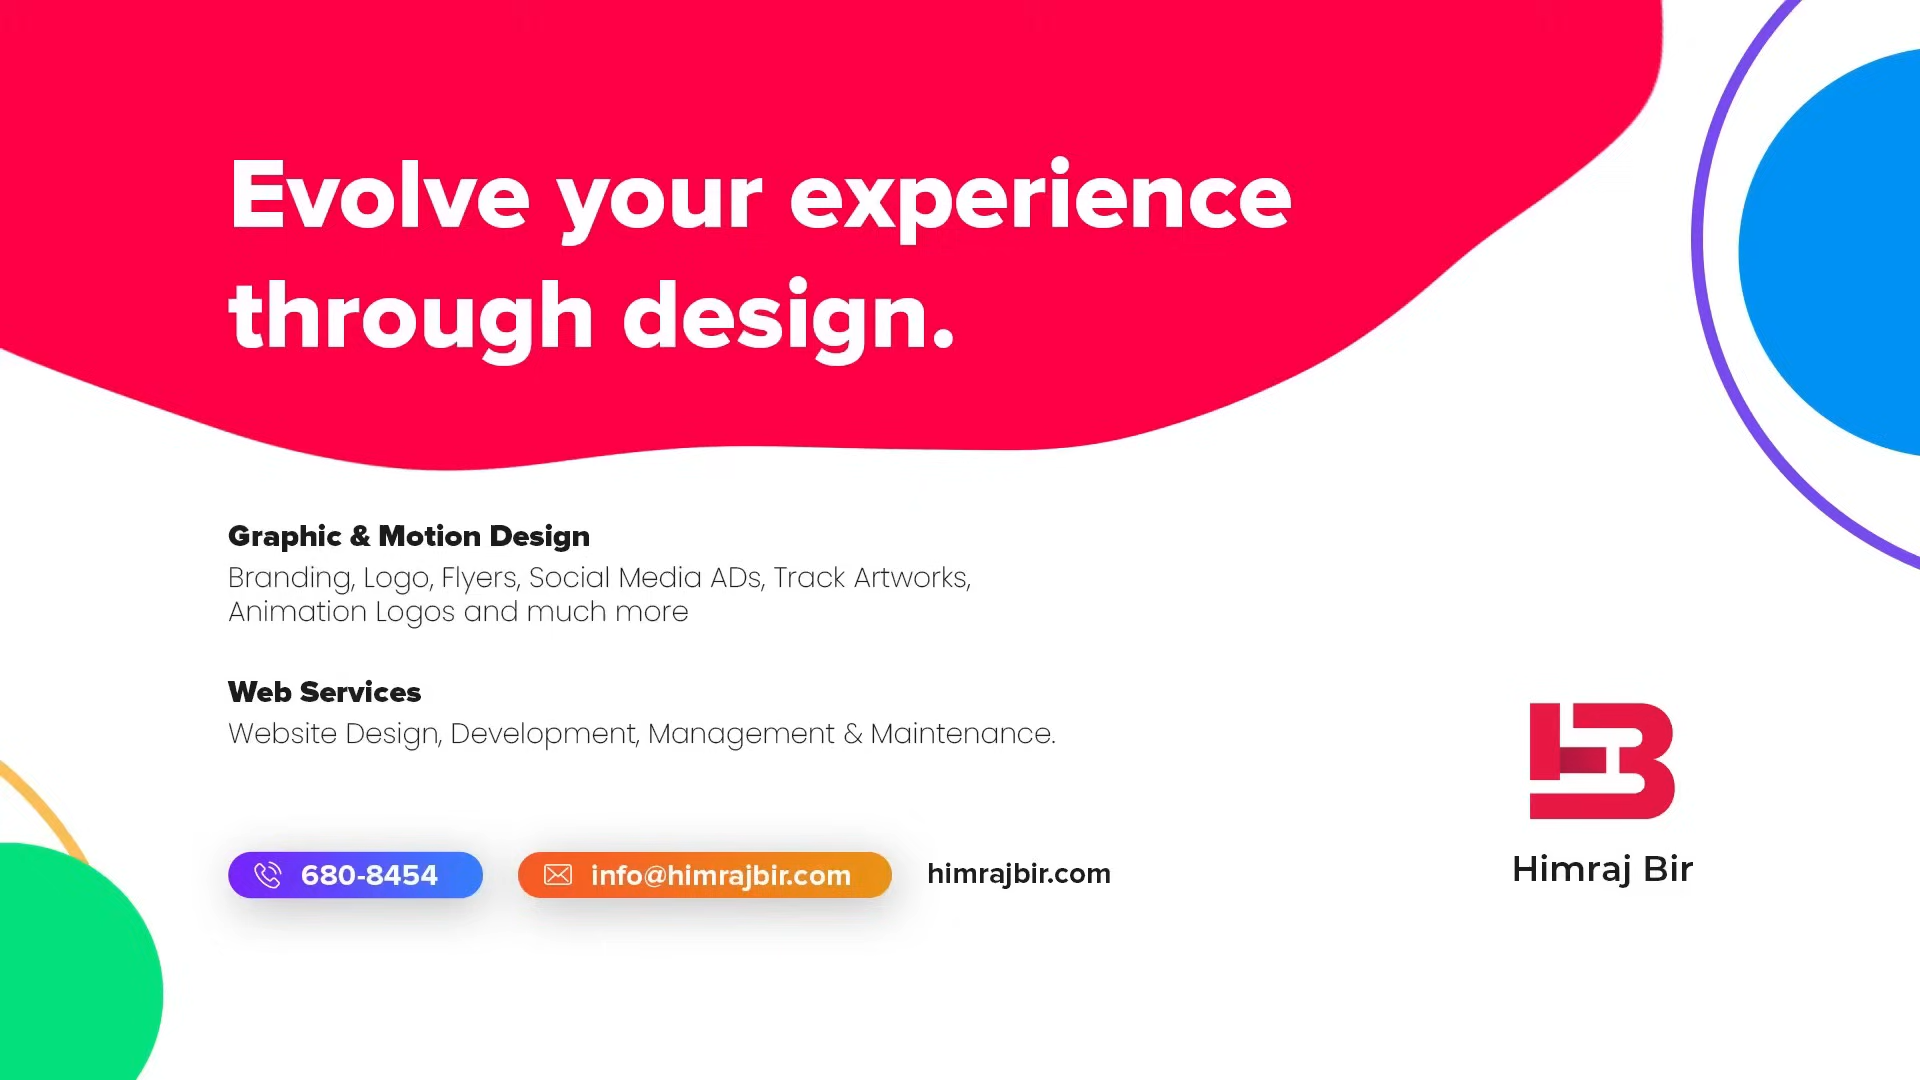 Evolve your experience
through design.
Graphic & Motion Design
Branding, Logo, Flyers, Social Media ADs, Track Artworks,
Animation Logos and much more
Web Services
Website Design, Development, Management & Maintenance.
680-8454
info@himrajbir.com
himrajbir.com
Himraj Bir